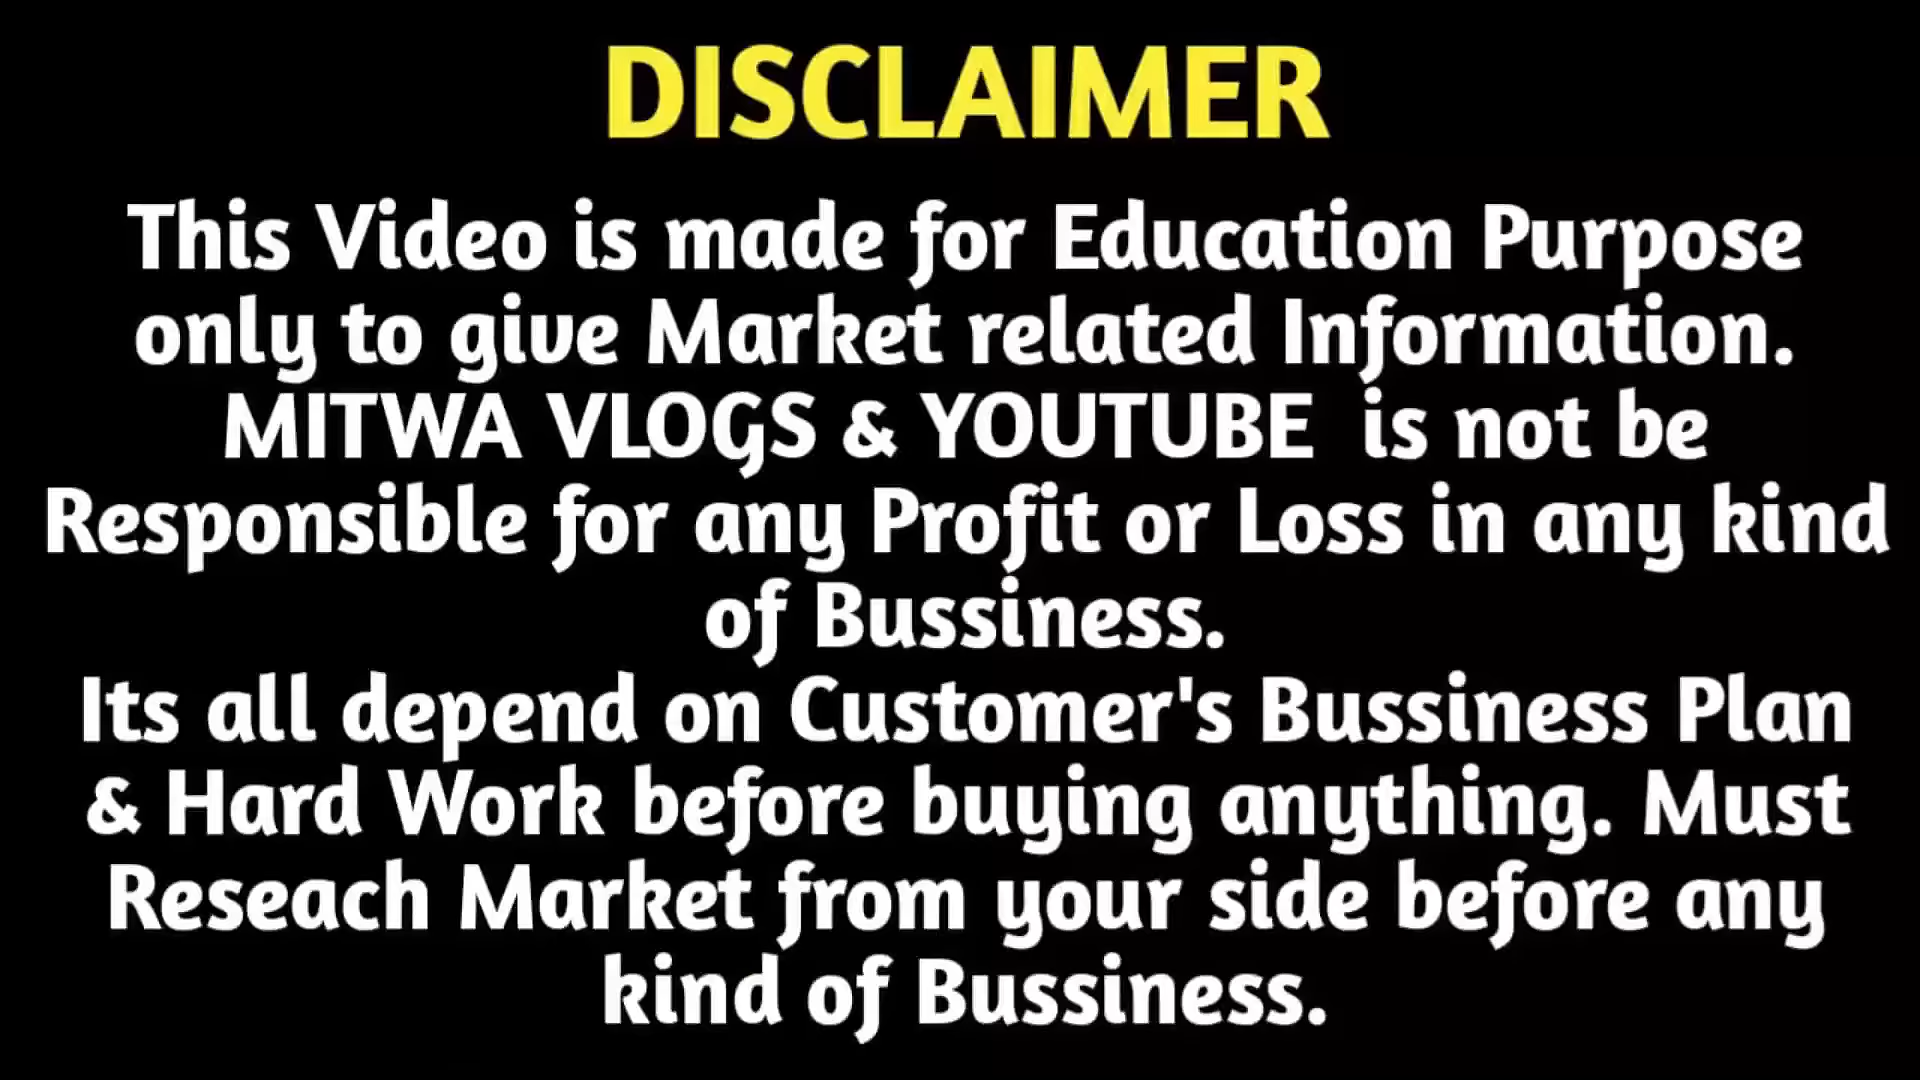 DISCLAIMER
This Video is made for Education Purpose
only to give Market related Information.
MITWA VLOGS & YOUTUBE is not be
Responsible for any Profit or Loss in any kind
of Bussiness.
Its all depend on Customer's Bussiness Plan
& Hard Work before buying anything. Must
Reseach Market from your side before any
kind of Bussiness.